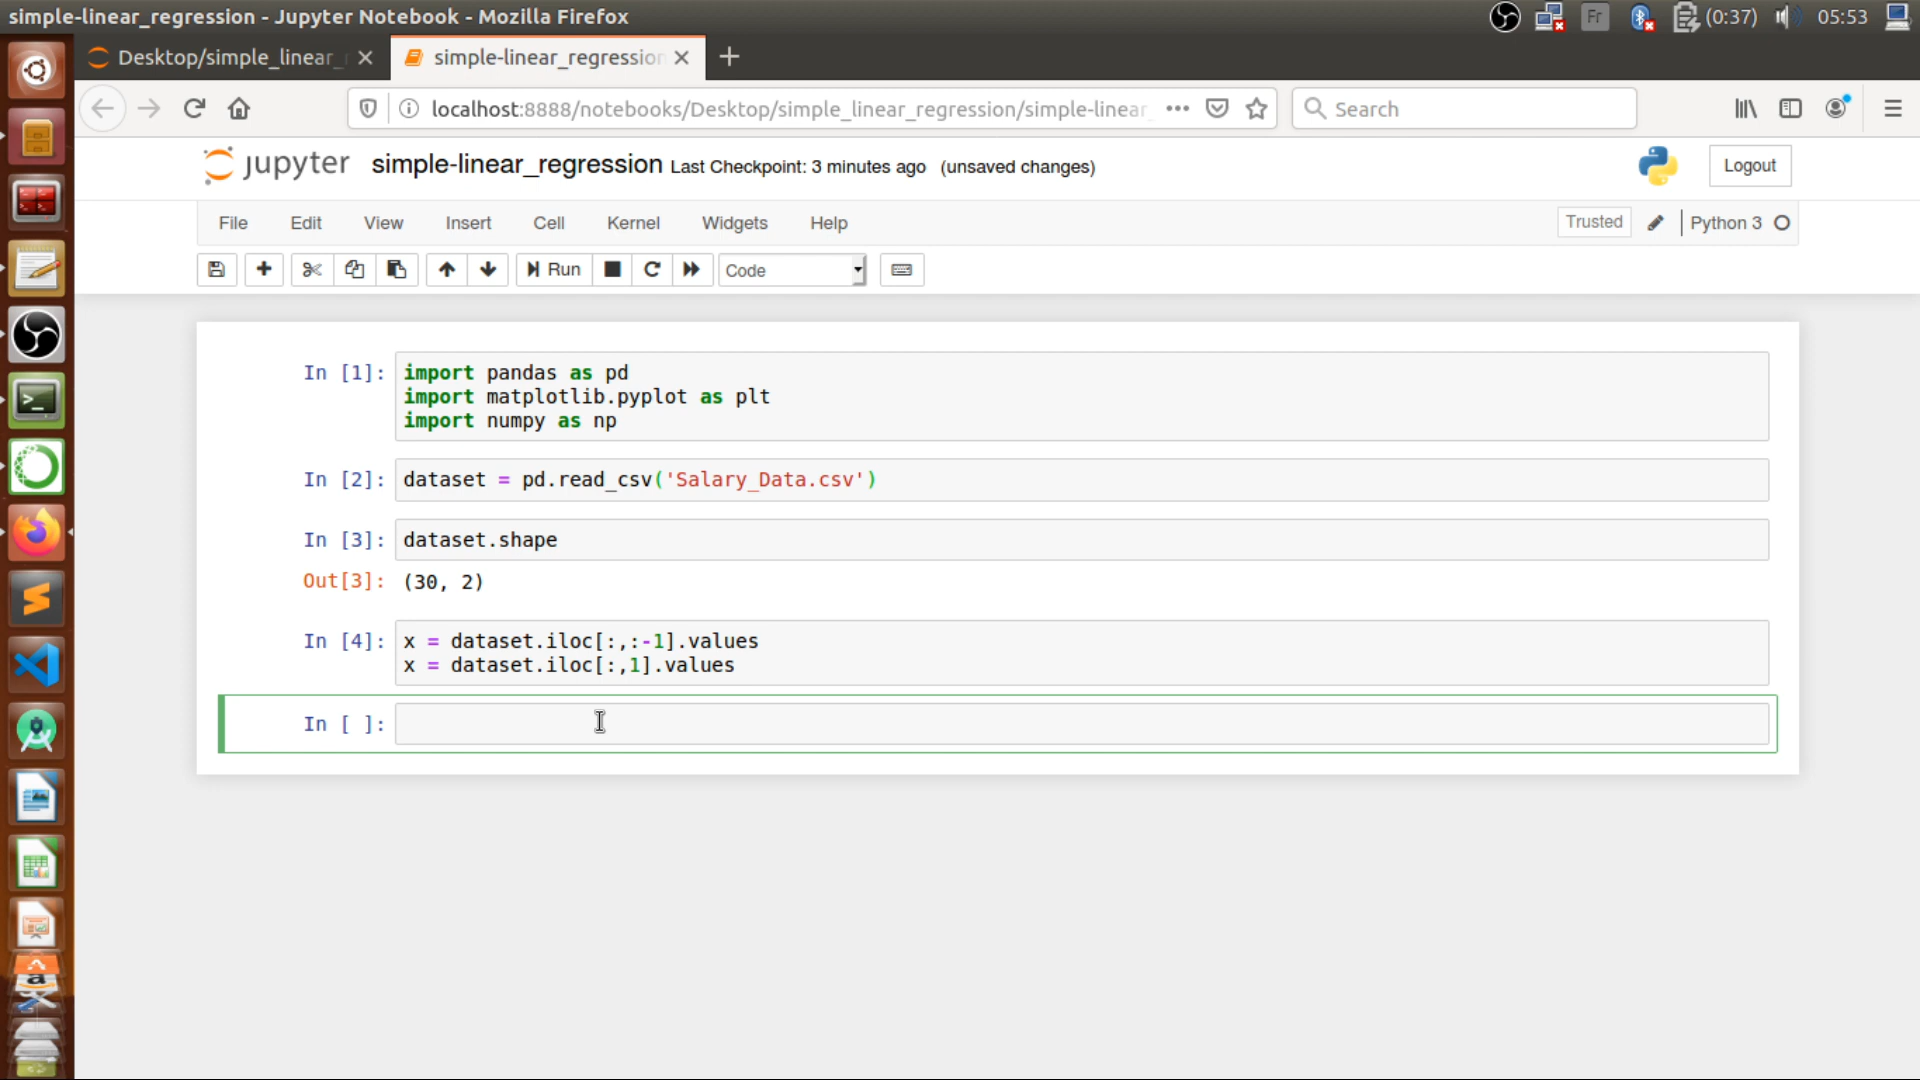 simple-linear_regression - Jupyter Notebook - Mozilla Firefox
Fr
(0:37)
05:53
Desktop/simple_linear_
simple-linear_regression
localhost:8888/notebooks/Desktop/simple_linear_regression/simple-linear
Search
jupyter
simple-linear_regression Last Checkpoint: 3 minutes ago (unsaved changes)
Logout
File Edit View Insert Cell Kernel Widgets Help
Trusted
Python 3
Run
Code
In [1]:
import pandas as pd
import matplotlib.pyplot as plt
import numpy as np
In [2]:
dataset = pd.read_csv('Salary_Data.csv')
In [3]:
dataset.shape
Out[3]:
(30, 2)
In [4]:
x = dataset.iloc[:,:-1].values
x = dataset.iloc[:,1].values
In [ ]: